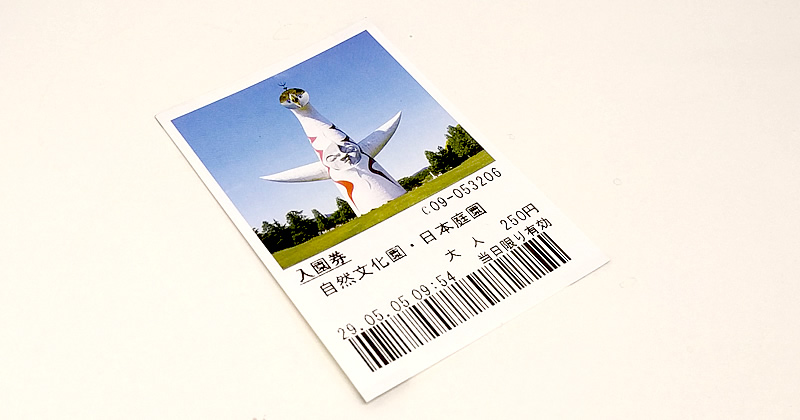 C09-053206
入園券
自然文化園・日本庭園
大人 250円
当日限り有効
29.05.05 09:54